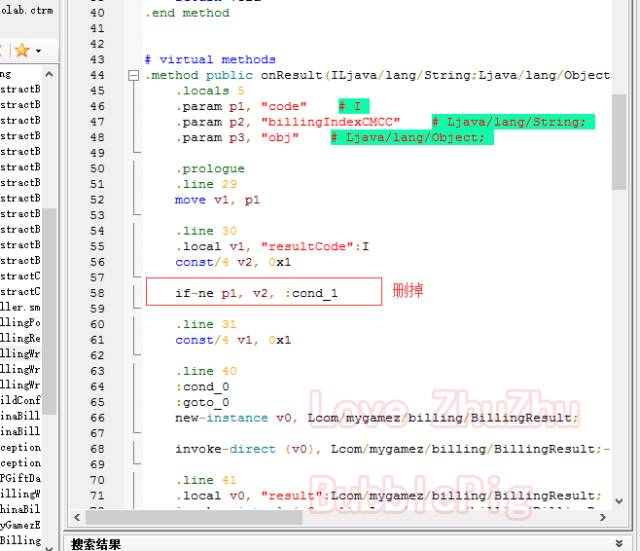 olab.ctrm
ng
stractB
stractB
stractB
stractB
stractB
stractB
stractB
stractB
stractB
stractB
stractB
stractB
stractB
stractC
stractC
ller.sm
llingPo
llingRe
llingWr
llingWr
llingWr
ildConf
inaBill
inaBill
ception
ception
PGiftDa
illingW
hinaBil
yGamezE
Billing
40 .end method
41
42
43 # virtual methods
44 .method public onResult(ILjava/lang/String;Ljava/lang/Object
45 .locals 5
46 .param p1, "code" # I
47 .param p2, "billingIndexCMCC" # Ljava/lang/String;
48 .param p3, "obj" # Ljava/lang/Object;
49
50 .prologue
51 .line 29
52 move v1, p1
53
54 .line 30
55 .local v1, "resultCode":I
56 const/4 v2, 0x1
57
58 if-ne p1, v2, :cond_1 删掉
59
60 .line 31
61 const/4 v1, 0x1
62
63 .line 40
64 :cond_0
65 :goto_0
66 new-instance v0, Lcom/mygamez/billing/BillingResult;
67
68 invoke-direct {v0}, Lcom/mygamez/billing/BillingResult;-
69
70 .line 41
71 .local v0, "result":Lcom/mygamez/billing/BillingResult;
Love ZhuZhu
BubblePig
搜索结果